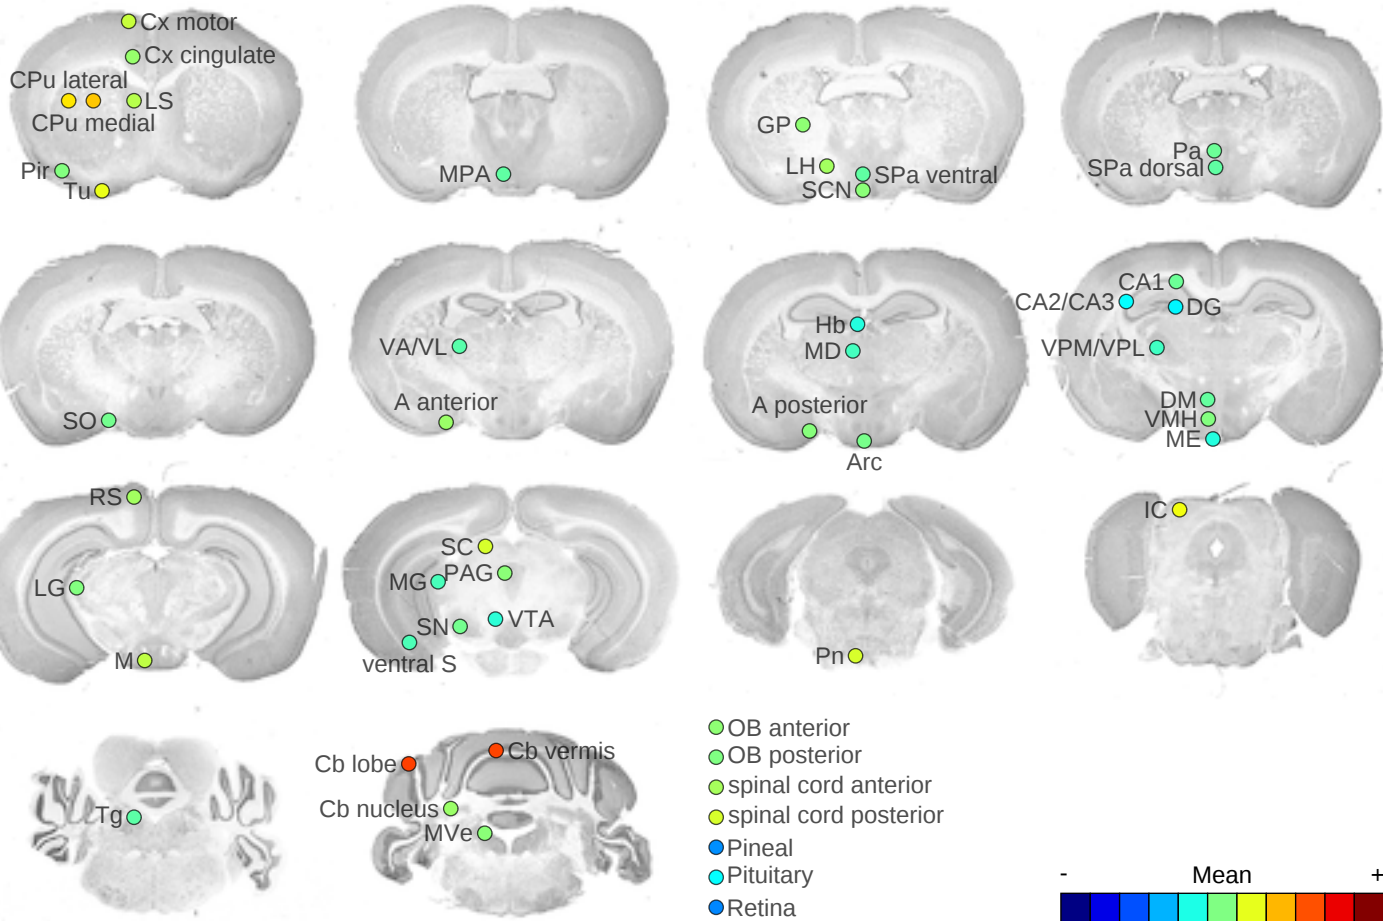 Cx motor
Cx cingulate
CPu lateral
LS
CPu medial
Pir
Tu
MPA
GP
LH
SPa ventral
SCN
Pa
SPa dorsal
SO
VA/VL
A anterior
Hb
MD
A posterior
Arc
CA1
CA2/CA3
DG
VPM/VPL
DM
VMH
ME
RS
LG
M
SC
PAG
MG
VTA
SN
ventral S
Pn
IC
Tg
Cb lobe
Cb vermis
Cb nucleus
MVe
OB anterior
OB posterior
spinal cord anterior
spinal cord posterior
Pineal
Pituitary
Retina
- Mean +